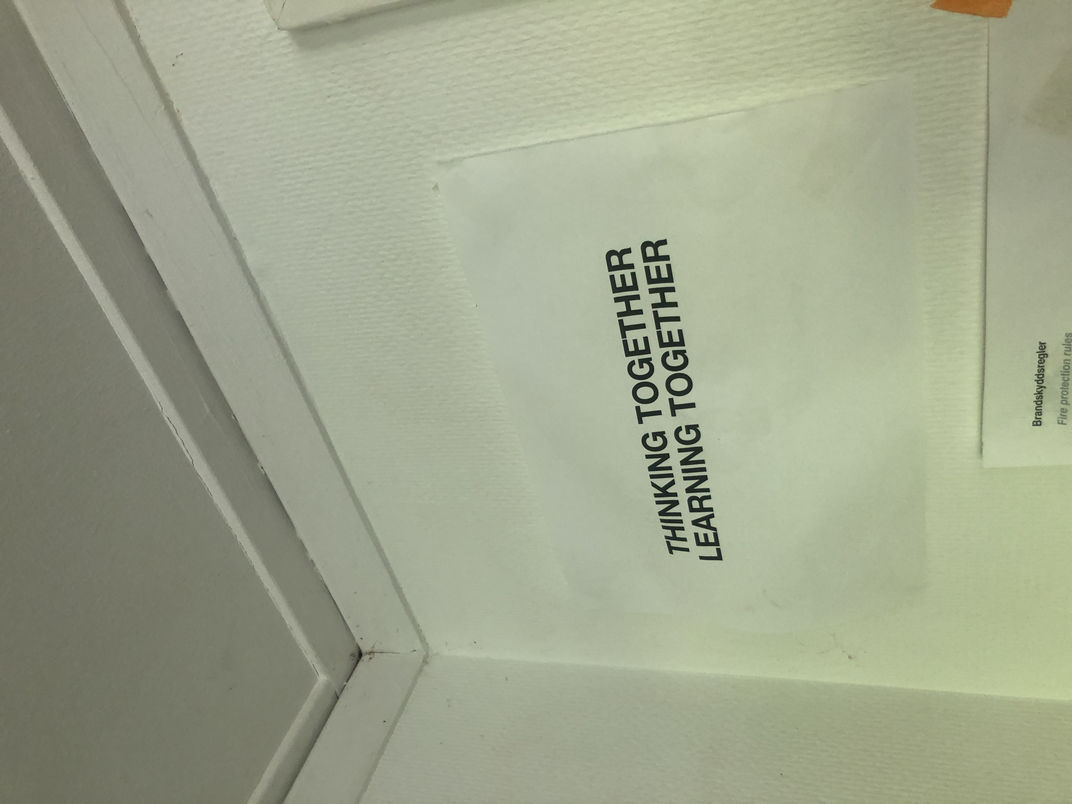 THINKING TOGETHER
LEARNING TOGETHER
Brandskyddsregler
Fire protection rules